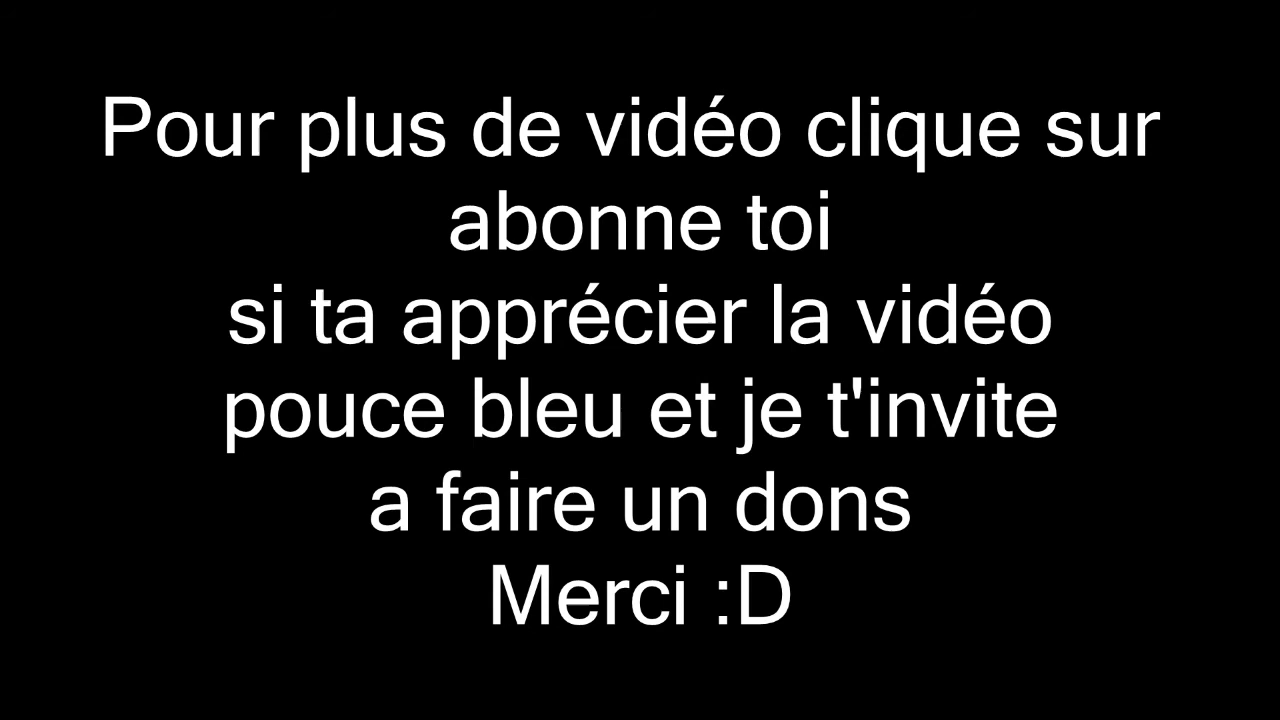 Pour plus de vidéo clique sur
abonne toi
si ta apprécier la vidéo
pouce bleu et je t'invite
a faire un dons
Merci :D